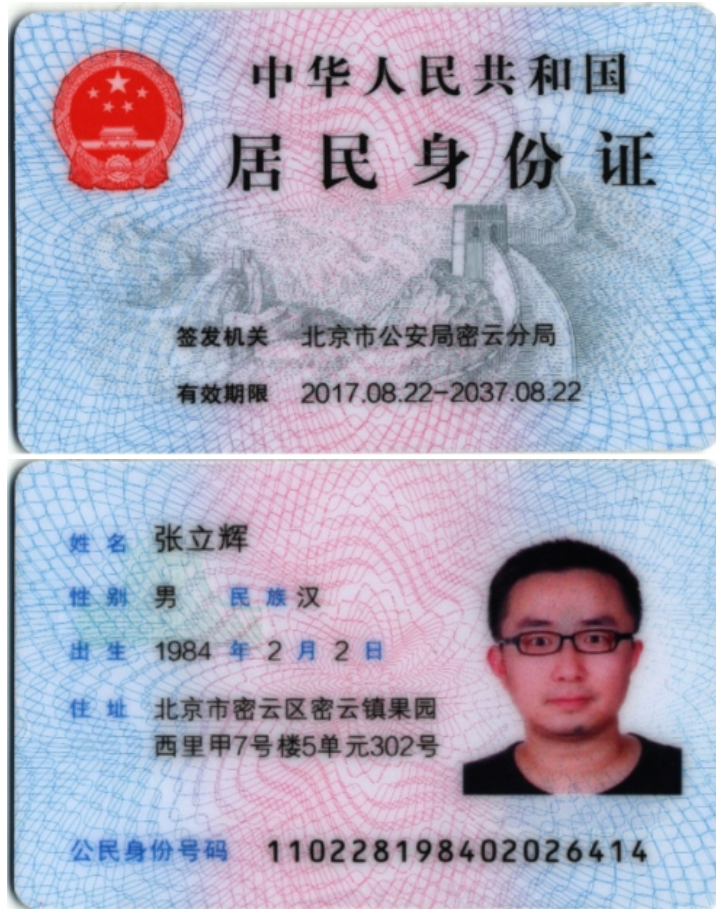 中华人民共和国
居民身份证
签发机关 北京市公安局密云分局
有效期限 2017.08.22-2037.08.22
姓名 张立辉
性别 男 民族 汉
出生 1984 年 2 月 2 日
住址 北京市密云区密云镇果园
西里甲7号楼5单元302号
公民身份号码 110228198402026414